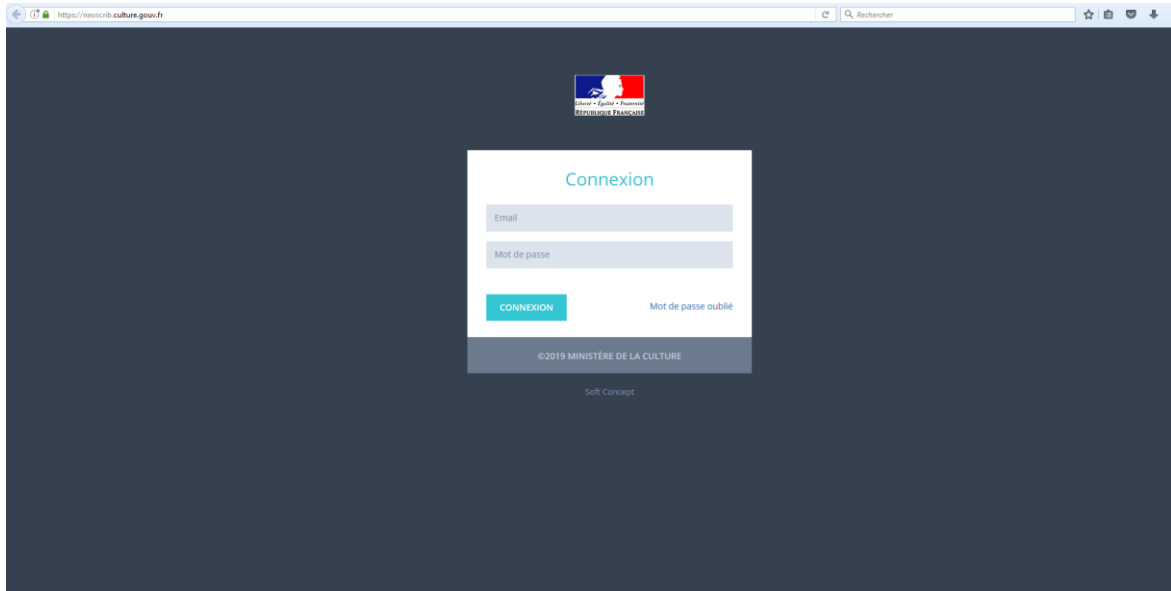 https://neoscrib.culture.gouv.fr
Rechercher
Liberté • Égalité • Fraternité
RÉPUBLIQUE FRANÇAISE
Connexion
Email
Mot de passe
CONNEXION
Mot de passe oublié
©2019 MINISTÈRE DE LA CULTURE
Soft Concept